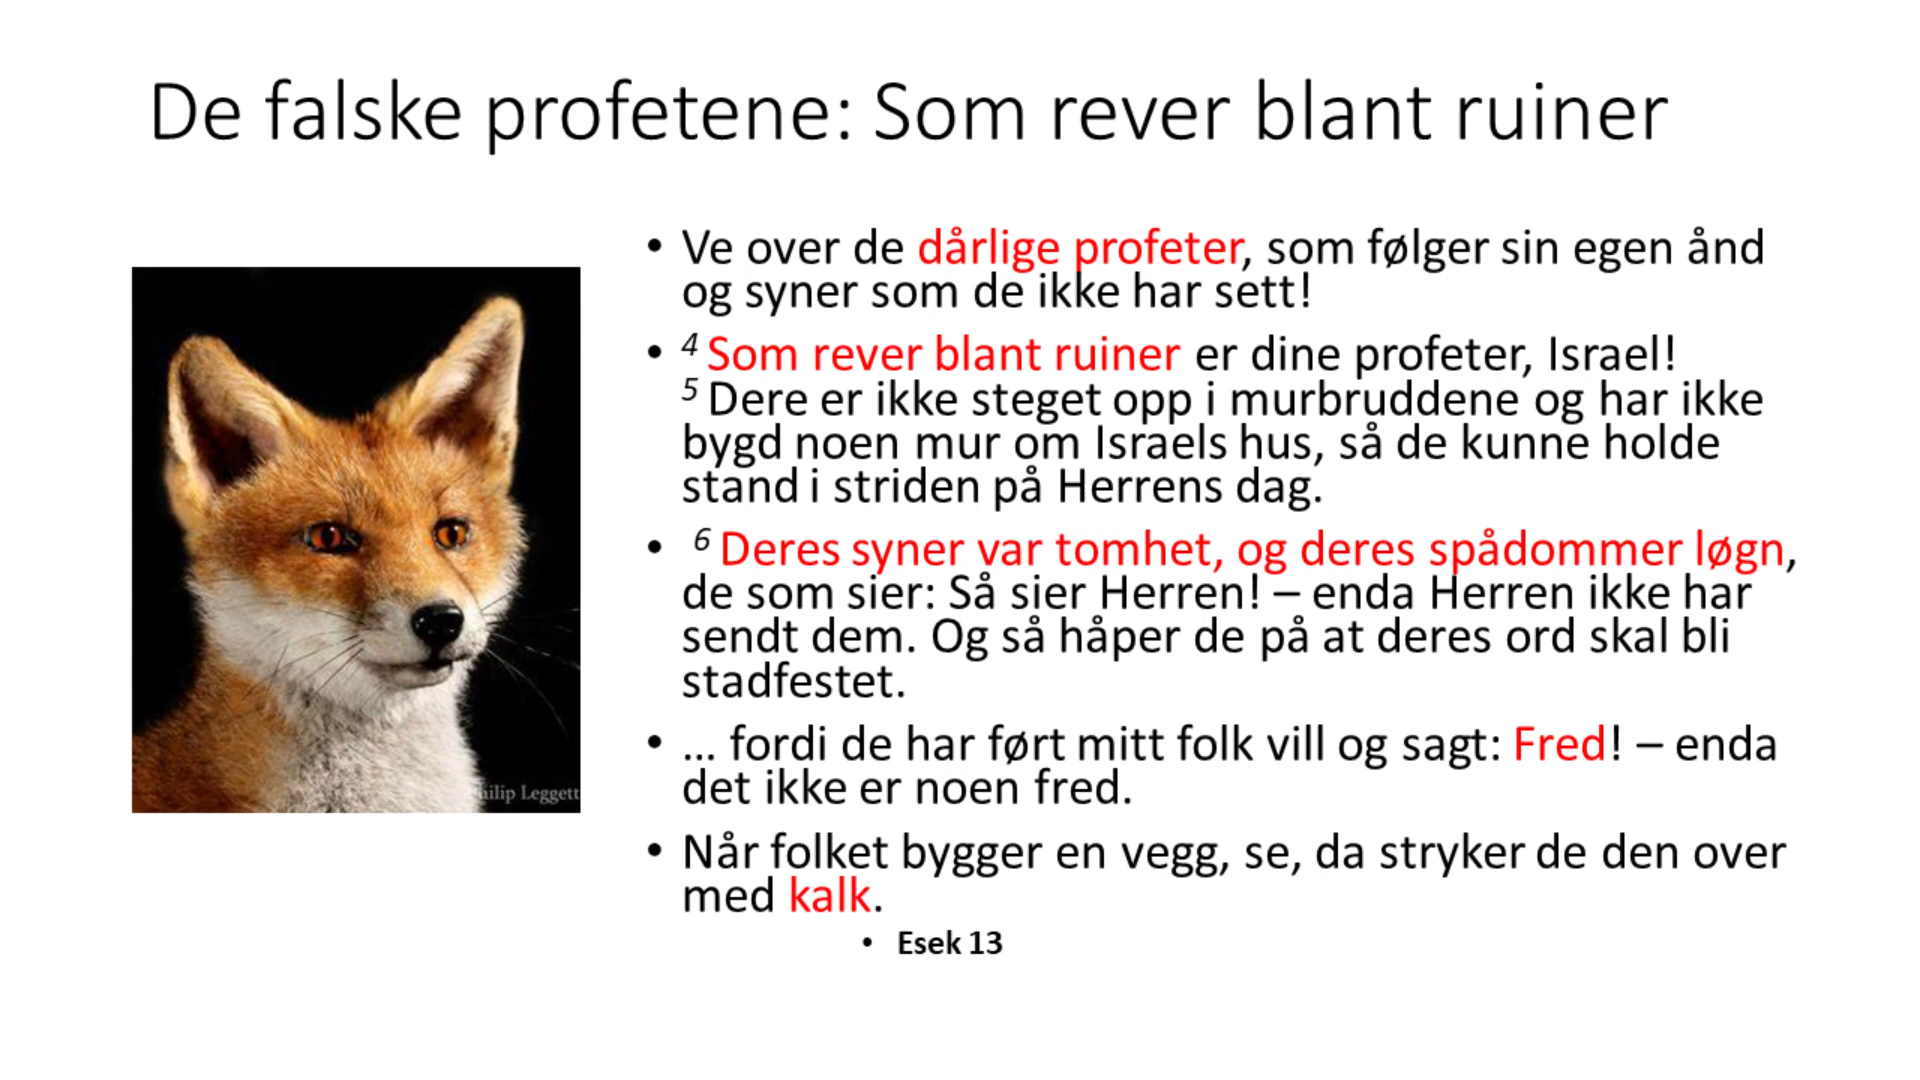 De falske profetene: Som rever blant ruiner
• Ve over de dårlige profeter, som følger sin egen ånd
og syner som de ikke har sett!
• 4 Som rever blant ruiner er dine profeter, Israel!
5 Dere er ikke steget opp i murbruddene og har ikke
bygd noen mur om Israels hus, så de kunne holde
stand i striden på Herrens dag.
• 6 Deres syner var tomhet, og deres spådommer løgn,
de som sier: Så sier Herren! – enda Herren ikke har
sendt dem. Og så håper de på at deres ord skal bli
stadfestet.
• … fordi de har ført mitt folk vill og sagt: Fred! – enda
det ikke er noen fred.
• Når folket bygger en vegg, se, da stryker de den over
med kalk.
• Esek 13
Leggett